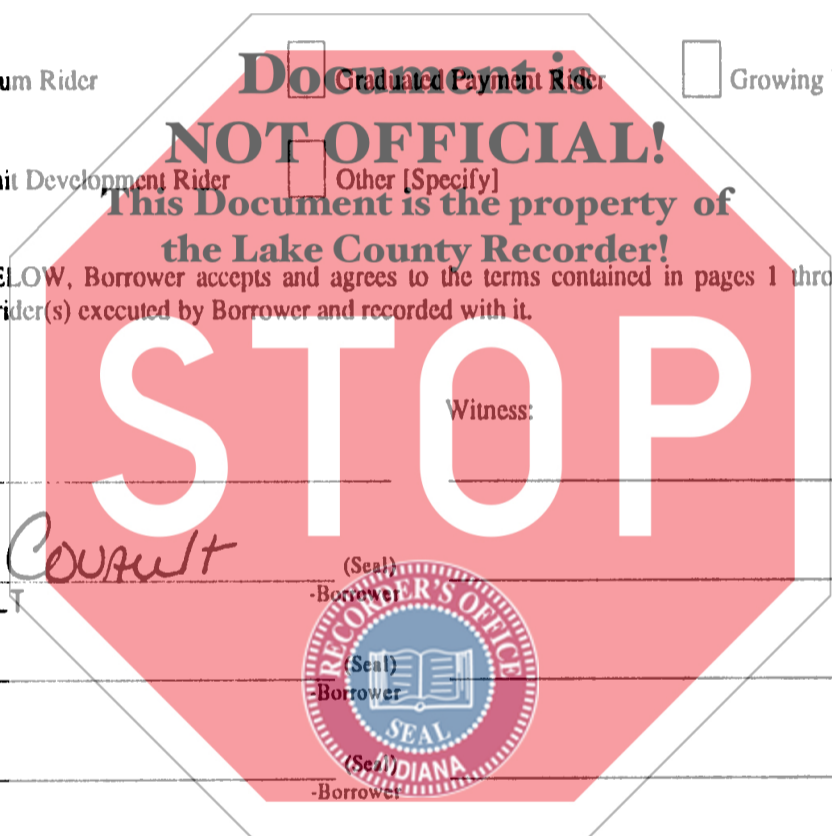 um Rider Graduated Payment Rider Growing
Document is
NOT OFFICIAL!
it Development Rider Other [Specify]
This Document is the property of
the Lake County Recorder!
ELOW, Borrower accepts and agrees to the terms contained in pages 1 thro
ider(s) executed by Borrower and recorded with it.
STOP
Witness:
Covault (Seal)
T -Borrower
RECORDER'S OFFICE
(Seal)
-Borrower
SEAL
INDIANA
(Seal)
-Borrower